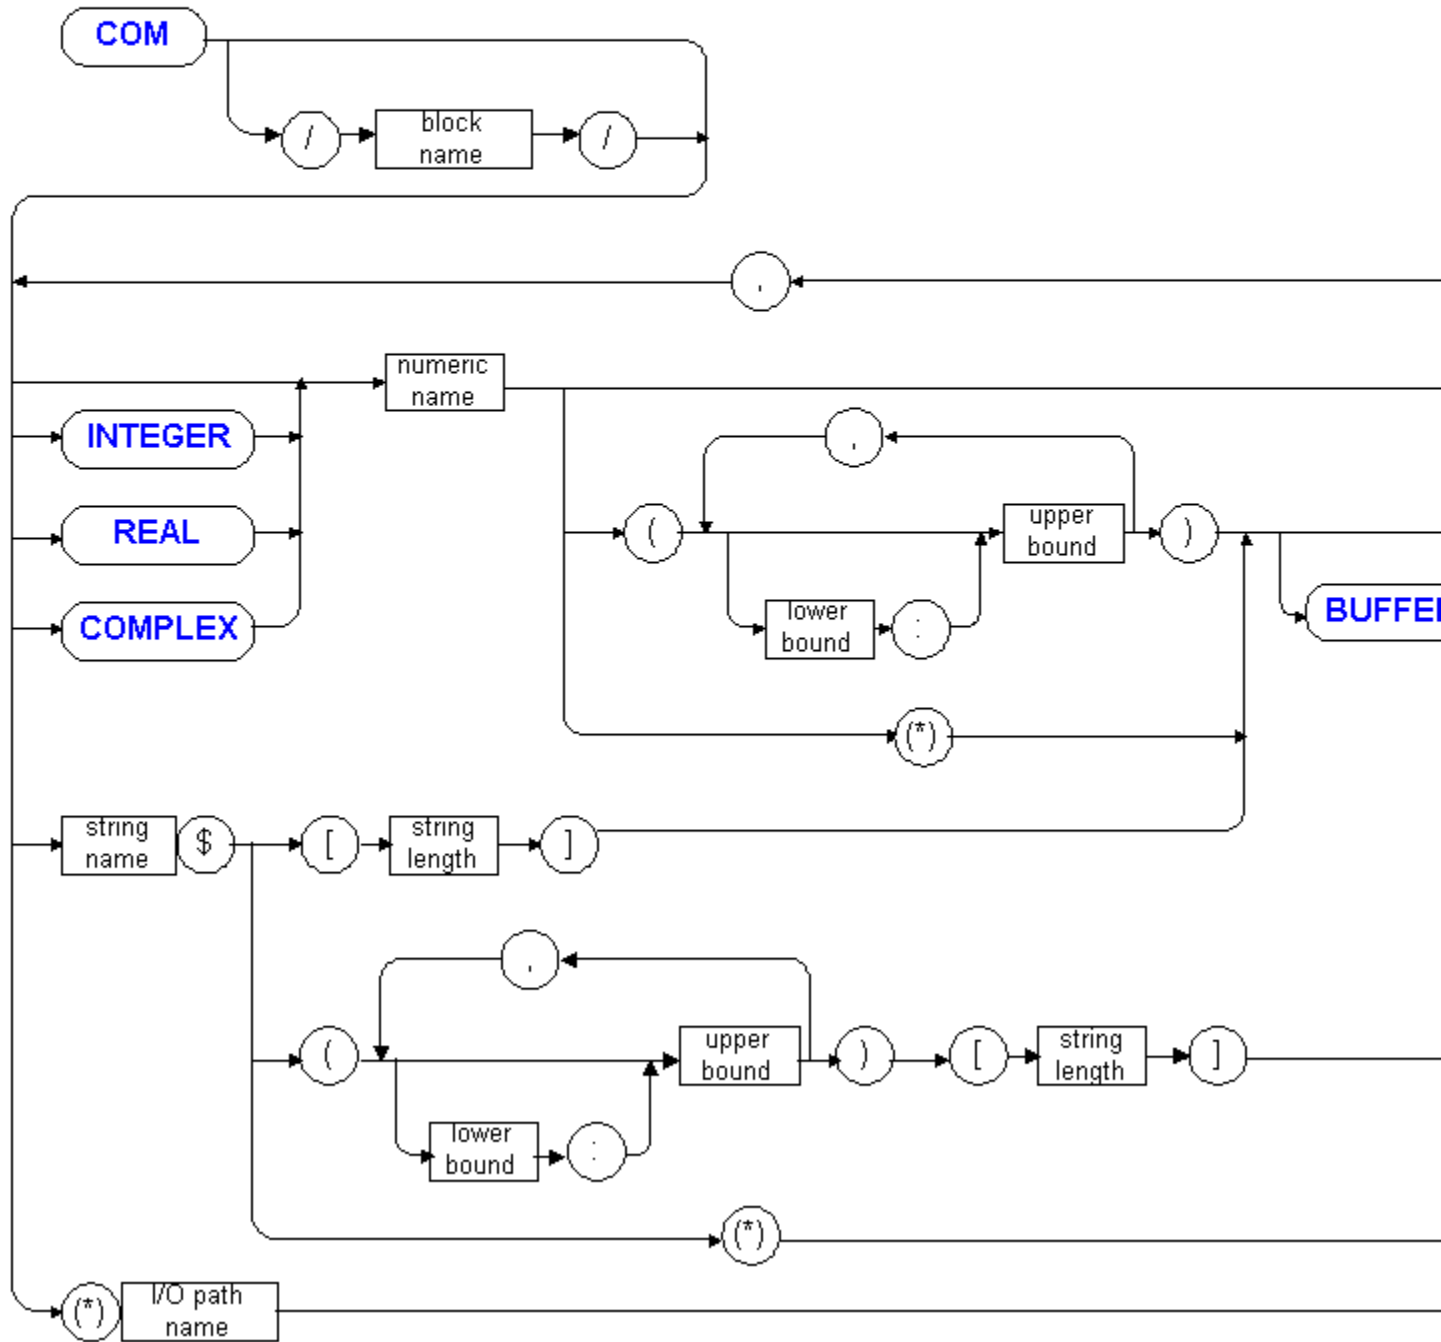 COM
/
block
name
/
,
numeric
name
INTEGER
,
REAL
(
upper
bound
)
COMPLEX
lower
bound
:
BUFFE
(*)
string
name
$
[
string
length
]
,
(
upper
bound
)
[
string
length
]
lower
bound
:
(*)
(*)
I/O path
name